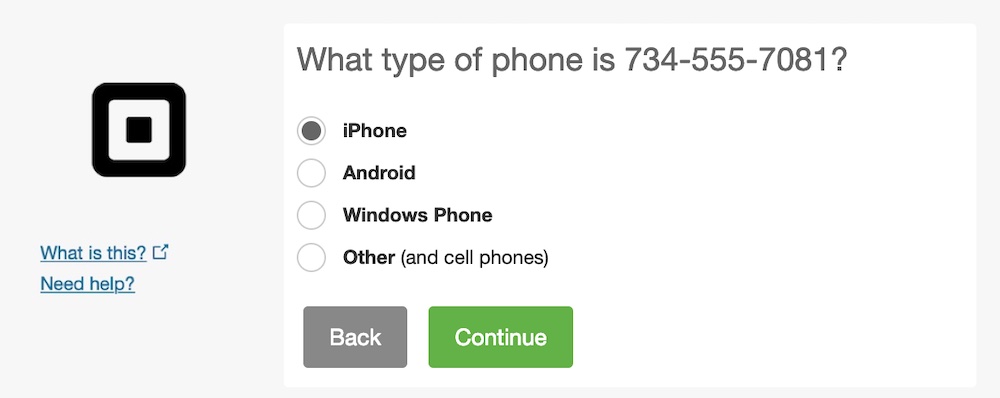 What type of phone is 734-555-7081?
iPhone
Android
Windows Phone
Other (and cell phones)
What is this?
Need help?
Back
Continue